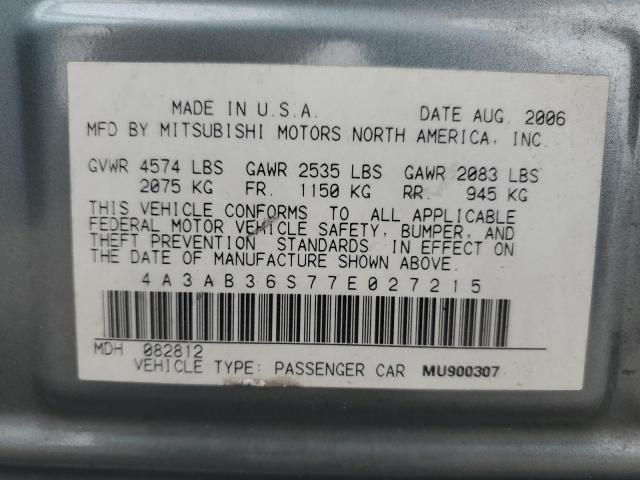 MADE IN U.S.A. DATE AUG. 2006
MFD BY MITSUBISHI MOTORS NORTH AMERICA, INC.
GVWR 4574 LBS GAWR 2535 LBS GAWR 2083 LBS
2075 KG FR. 1150 KG RR. 945 KG
THIS VEHICLE CONFORMS TO ALL APPLICABLE
FEDERAL MOTOR VEHICLE SAFETY, BUMPER, AND
THEFT PREVENTION STANDARDS IN EFFECT ON
THE DATE OF MANUFACTURE SHOWN ABOVE.
4A3AB36S77E027215
MDH 082812
VEHICLE TYPE: PASSENGER CAR MU900307